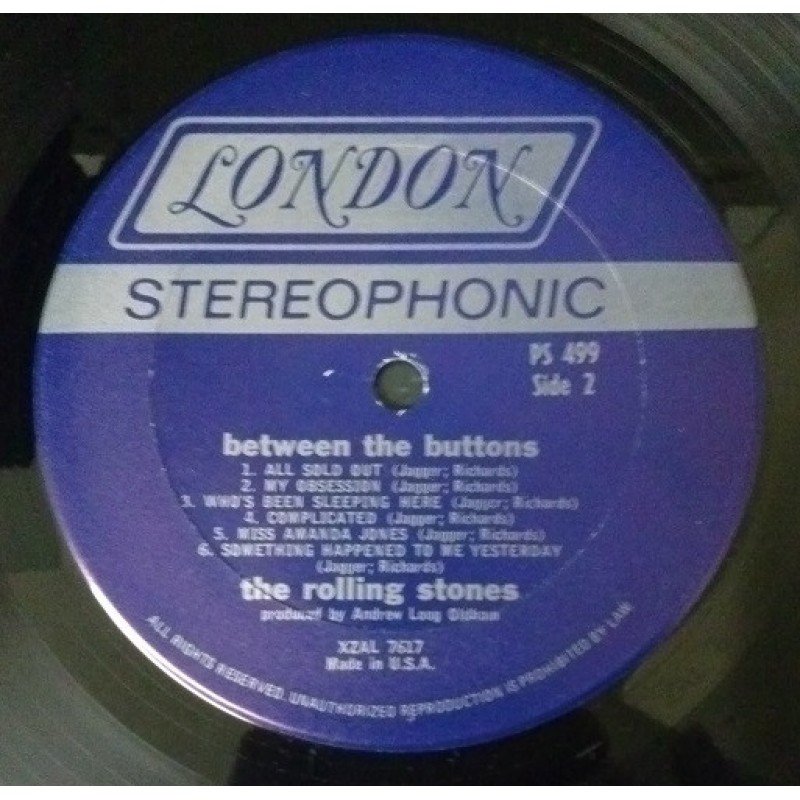 LONDON
STEREOPHONIC
PS 499
Side 2
between the buttons
1. ALL SOLD OUT (Jagger; Richards)
2. MY OBSESSION (Jagger; Richards)
3. WHO'S BEEN SLEEPING HERE (Jagger; Richards)
4. COMPLICATED (Jagger; Richards)
5. MISS AMANDA JONES (Jagger; Richards)
6. SOMETHING HAPPENED TO ME YESTERDAY
(Jagger; Richards)
the rolling stones
produced by Andrew Loog Oldham
XZAL 7617
Made in U.S.A.
ALL RIGHTS RESERVED. UNAUTHORIZED REPRODUCTION IS PROHIBITED BY LAW